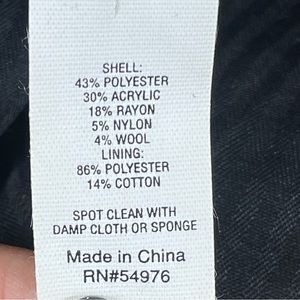 SHELL:
43% POLYESTER
30% ACRYLIC
18% RAYON
5% NYLON
4% WOOL
LINING:
86% POLYESTER
14% COTTON
SPOT CLEAN WITH
DAMP CLOTH OR SPONGE
Made in China
RN#54976